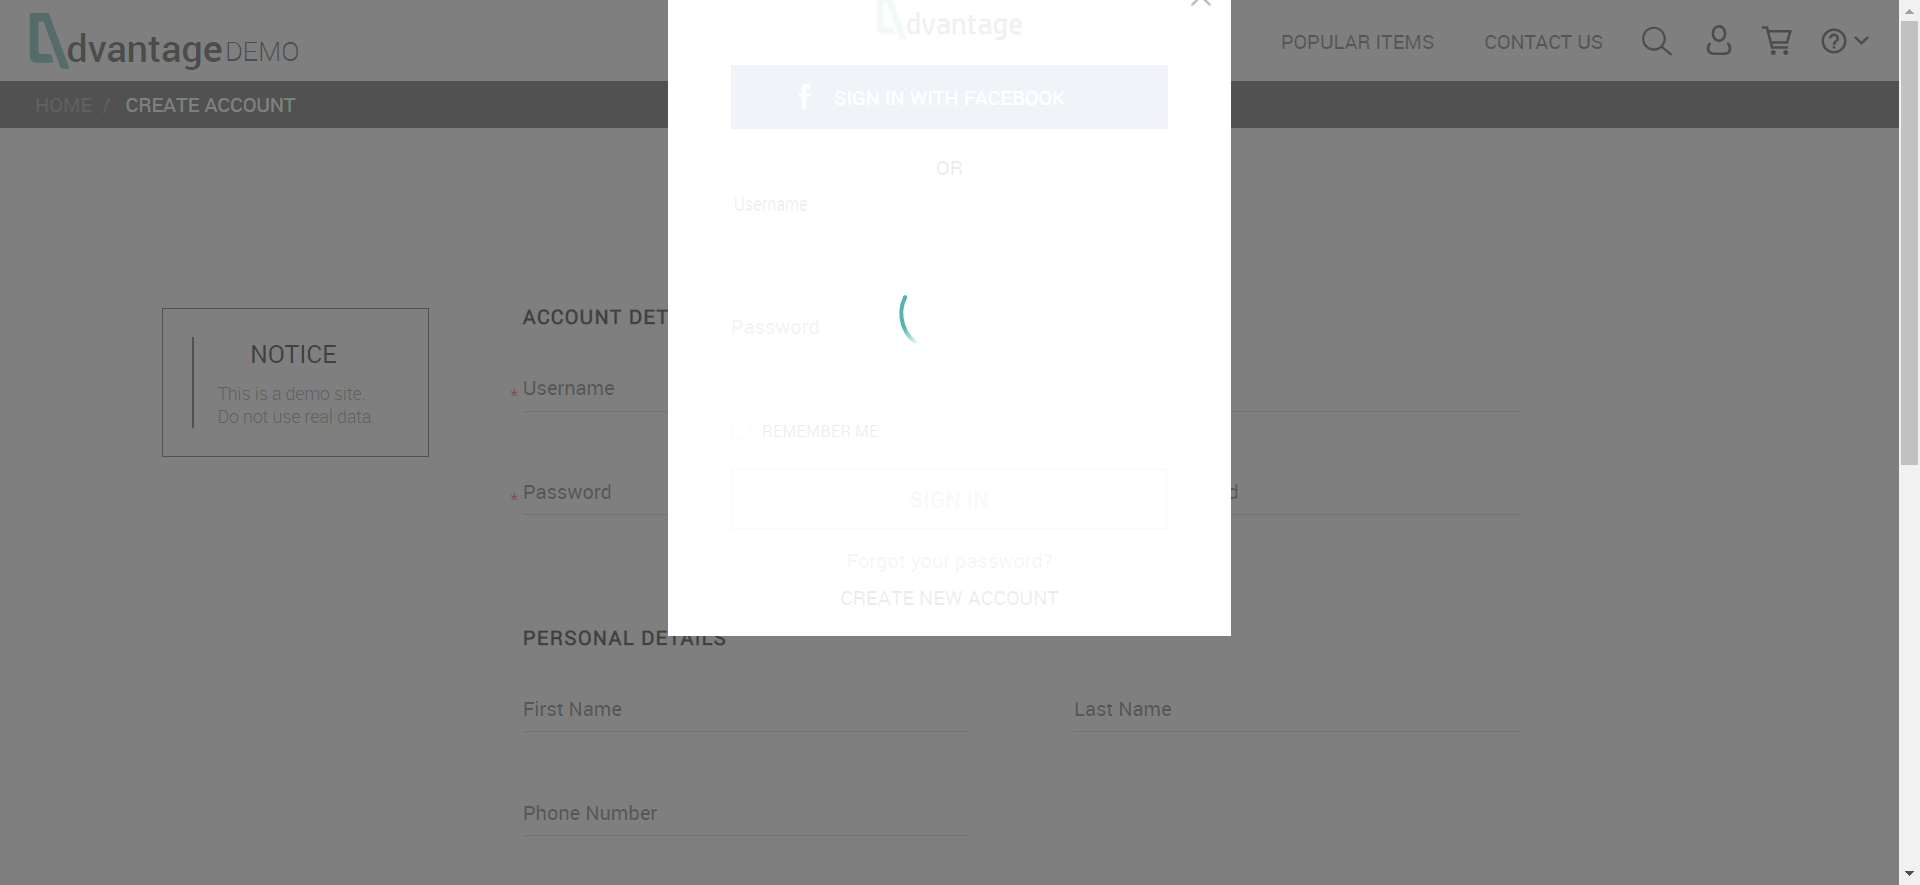 dvantage DEMO
dvantage
POPULAR ITEMS
CONTACT US
HOME / CREATE ACCOUNT
SIGN IN WITH FACEBOOK
OR
Username
Password
REMEMBER ME
SIGN IN
Forgot your password?
CREATE NEW ACCOUNT
NOTICE
This is a demo site.
Do not use real data.
ACCOUNT DET
* Username
* Password
d
PERSONAL DETAILS
First Name
Last Name
Phone Number